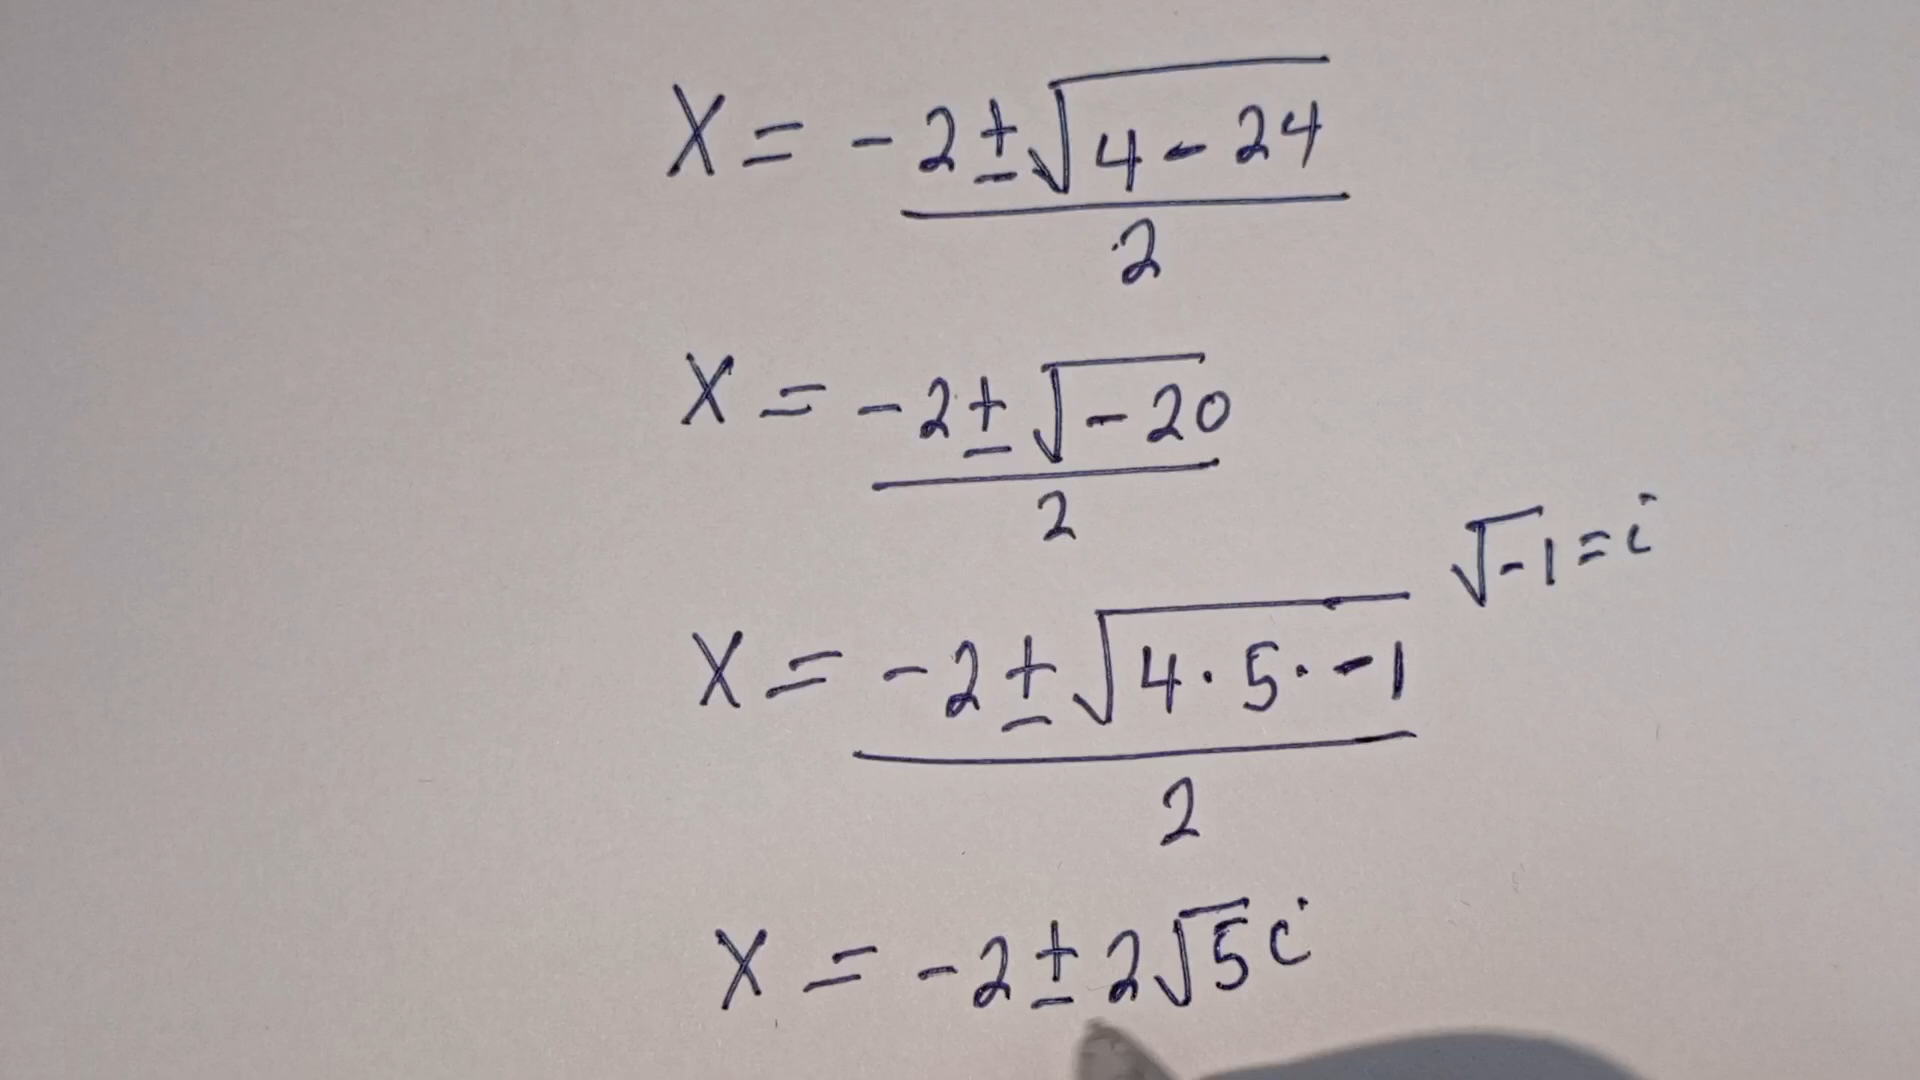 X = -2 ± √4 - 24
2
X = -2 ± √-20
2
√-1 = i
X = -2 ± √4 · 5 · -1
2
X = -2 ± 2√5 i